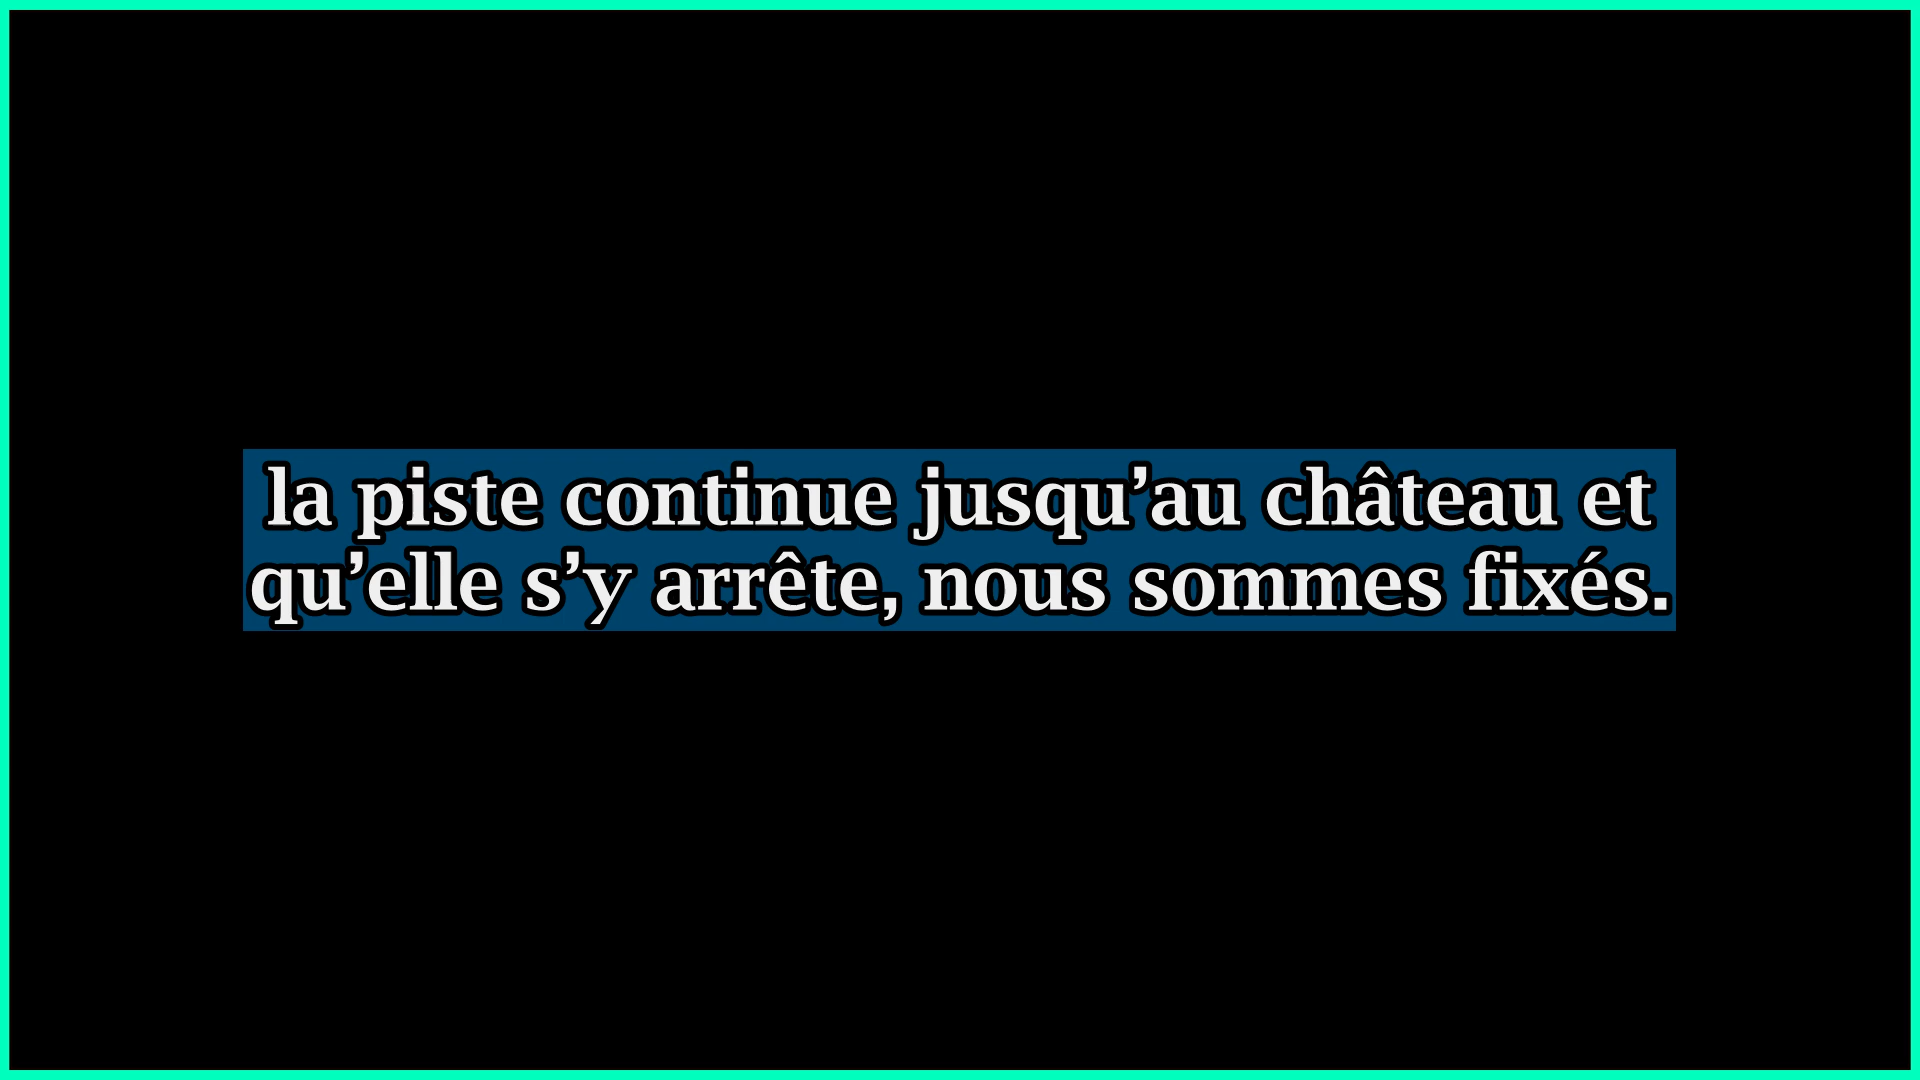 la piste continue jusqu’au château et
qu’elle s’y arrête, nous sommes fixés.